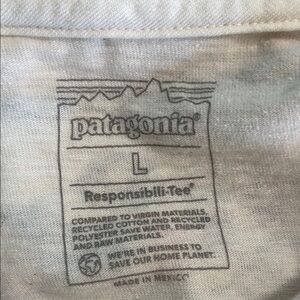 patagonia®
L
Responsibili-Tee®
COMPARED TO VIRGIN MATERIALS,
RECYCLED COTTON AND RECYCLED
POLYESTER SAVE WATER, ENERGY
AND RAW MATERIALS.
WE'RE IN BUSINESS TO
SAVE OUR HOME PLANET.
MADE IN MEXICO